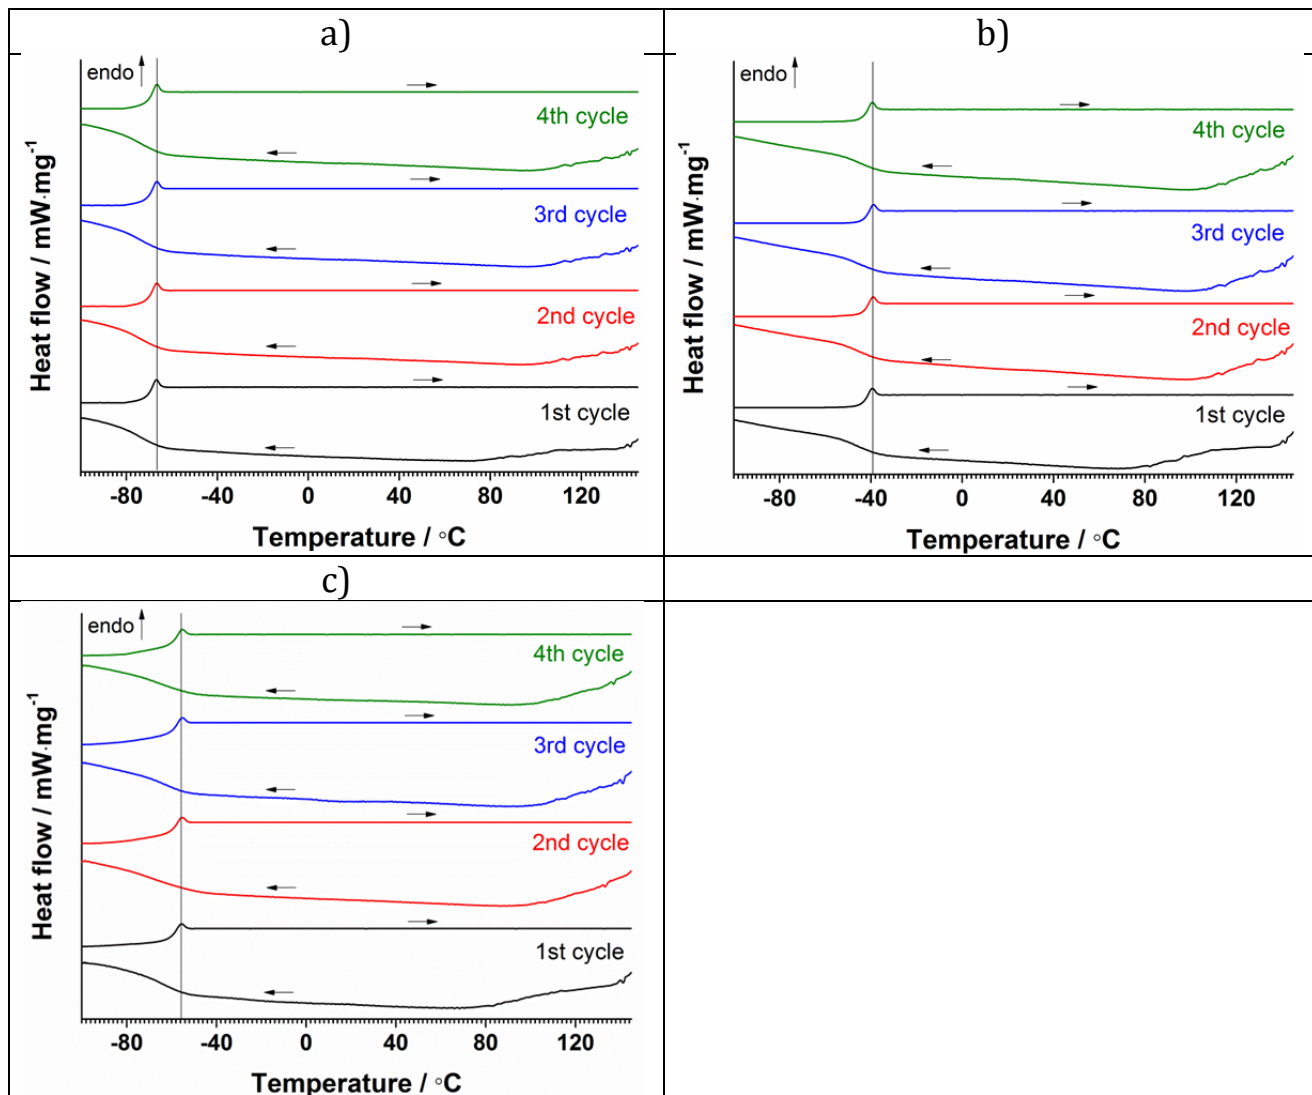 a)
endo
4th cycle
3rd cycle
2nd cycle
1st cycle
Heat flow / mW·mg⁻¹
-80 -40 0 40 80 120
Temperature / °C
b)
endo
4th cycle
3rd cycle
2nd cycle
1st cycle
Heat flow / mW·mg⁻¹
-80 -40 0 40 80 120
Temperature / °C
c)
endo
4th cycle
3rd cycle
2nd cycle
1st cycle
Heat flow / mW·mg⁻¹
-80 -40 0 40 80 120
Temperature / °C